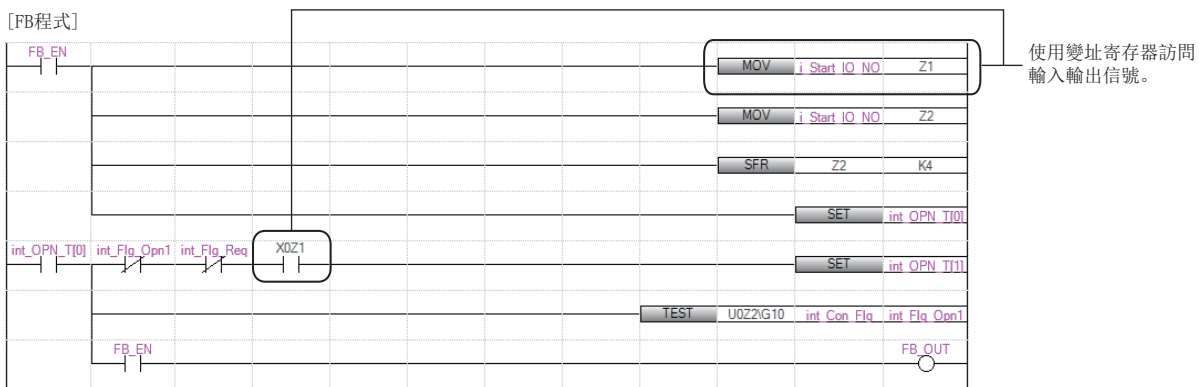 [FB程式]
FB_EN
MOV i_Start_IO_NO Z1
使用變址寄存器訪問
輸入輸出信號。
MOV i_Start_IO_NO Z2
SFR Z2 K4
SET int_OPN_T[0]
int_OPN_T[0] int_Flg_Opn1 int_Flg_Req X0Z1
SET int_OPN_T[1]
TEST U0Z2\G10 int_Con_Flg int_Flg_Opn1
FB_EN FB_OUT